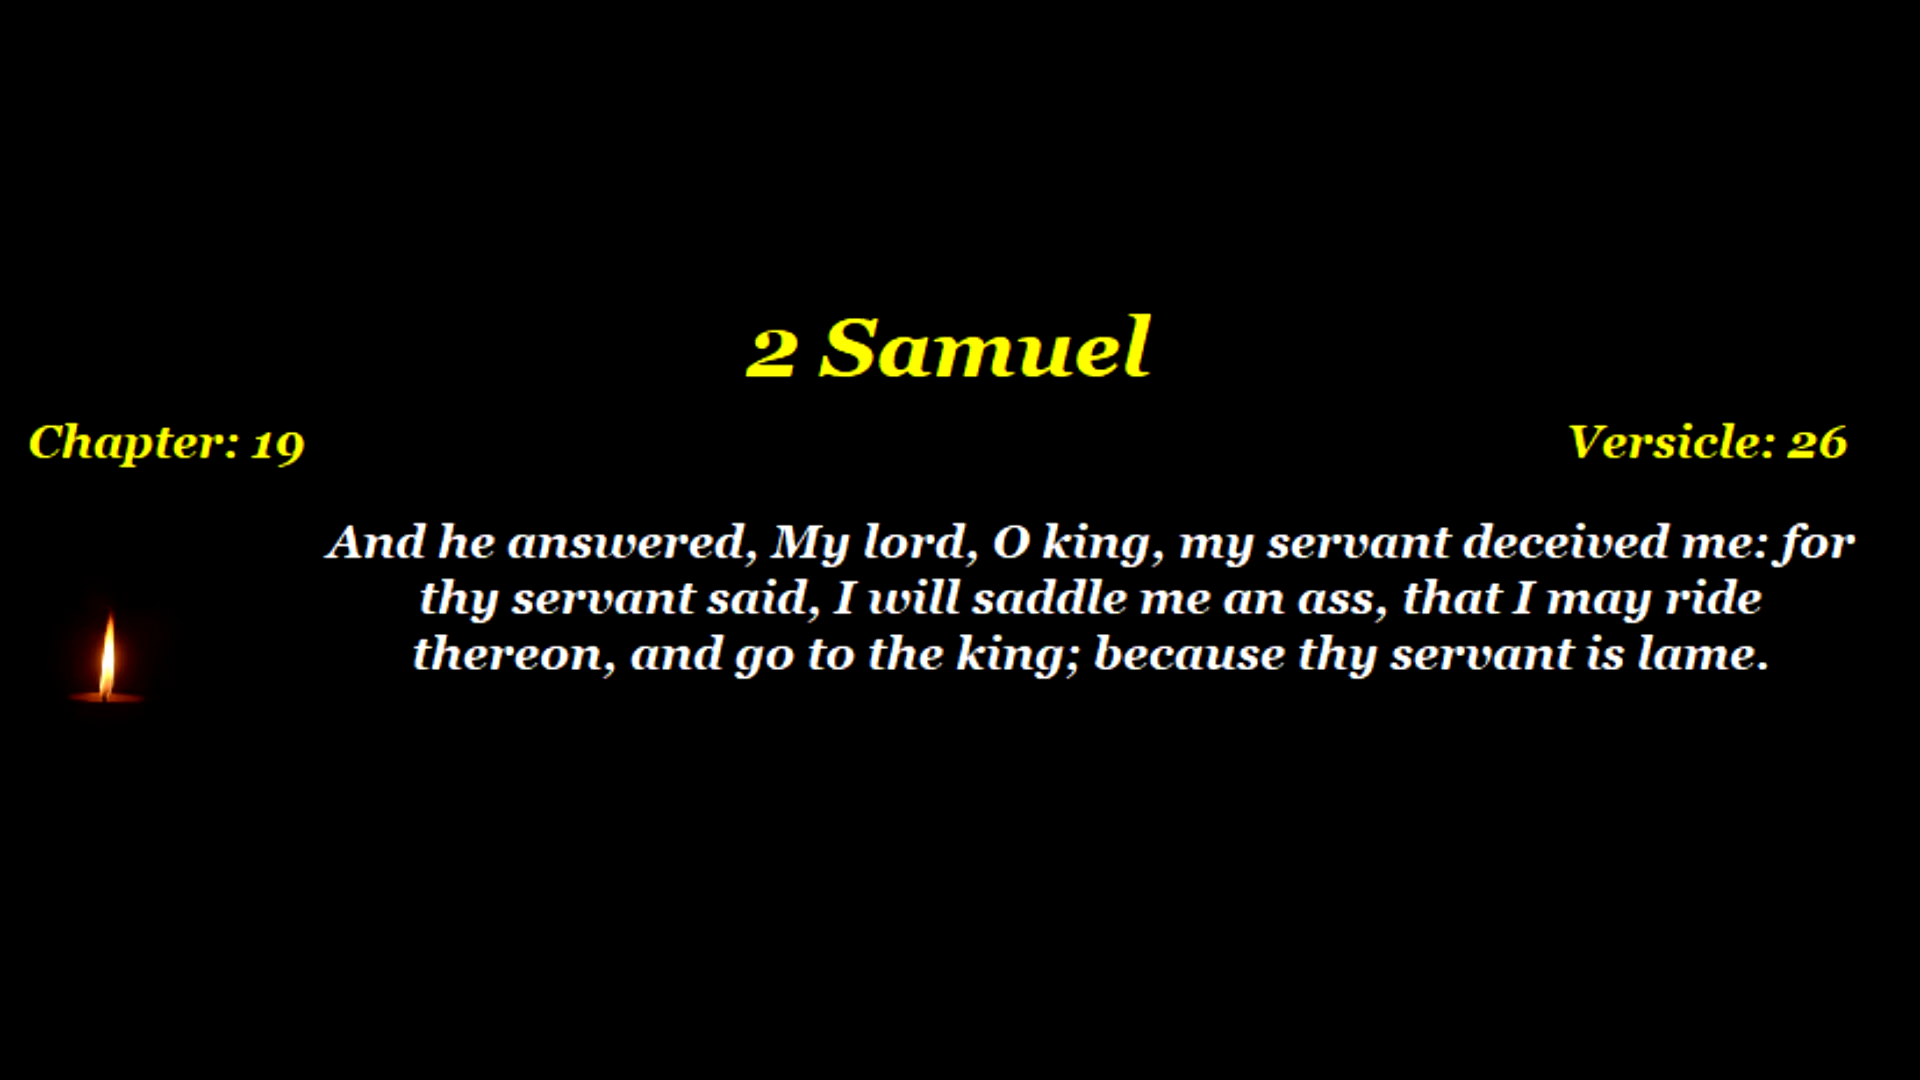 2 Samuel
Chapter: 19
Versicle: 26
And he answered, My lord, O king, my servant deceived me: for
thy servant said, I will saddle me an ass, that I may ride
thereon, and go to the king; because thy servant is lame.